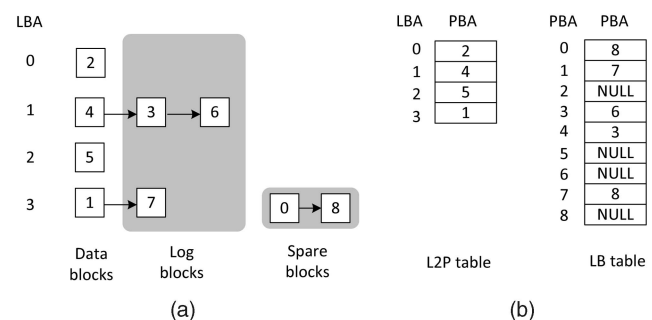 LBA
0
2
1
4
3
6
2
5
3
1
7
0
8
Data
blocks
Log
blocks
Spare
blocks
(a)
LBA PBA
0 2
1 4
2 5
3 1
L2P table
PBA PBA
0 8
1 7
2 NULL
3 6
4 3
5 NULL
6 NULL
7 8
8 NULL
LB table
(b)